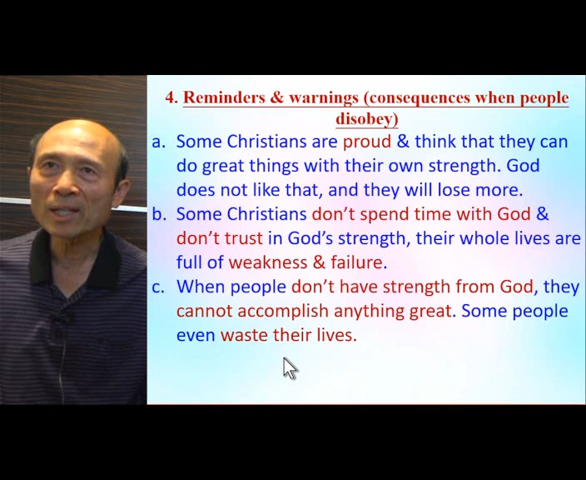 4. Reminders & warnings (consequences when people
disobey)
a. Some Christians are proud & think that they can
do great things with their own strength. God
does not like that, and they will lose more.
b. Some Christians don't spend time with God &
don't trust in God's strength, their whole lives are
full of weakness & failure.
c. When people don't have strength from God, they
cannot accomplish anything great. Some people
even waste their lives.